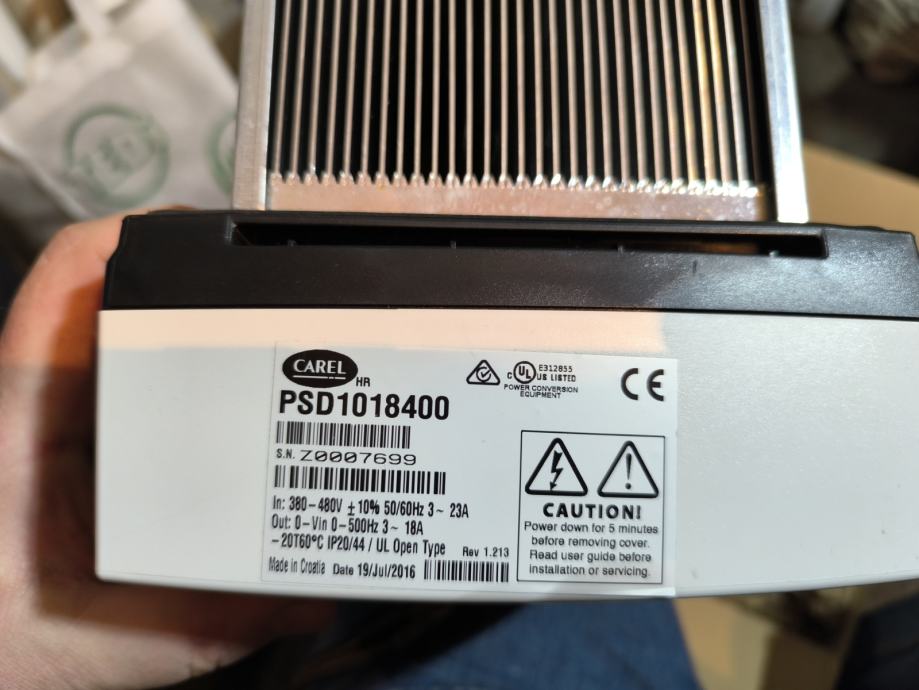 CAREL
HR
PSD1018400
S.N. Z0007699
In: 380-480V ±10% 50/60Hz 3~ 23A
Out: 0-Vin 0-500Hz 3~ 18A
-20T60°C IP20/44 / UL Open Type Rev 1.213
Made in Croatia Date 19/Jul/2016
C UL US LISTED
E312855
POWER CONVERSION
EQUIPMENT
CE
CAUTION!
Power down for 5 minutes
before removing cover.
Read user guide before
installation or servicing.